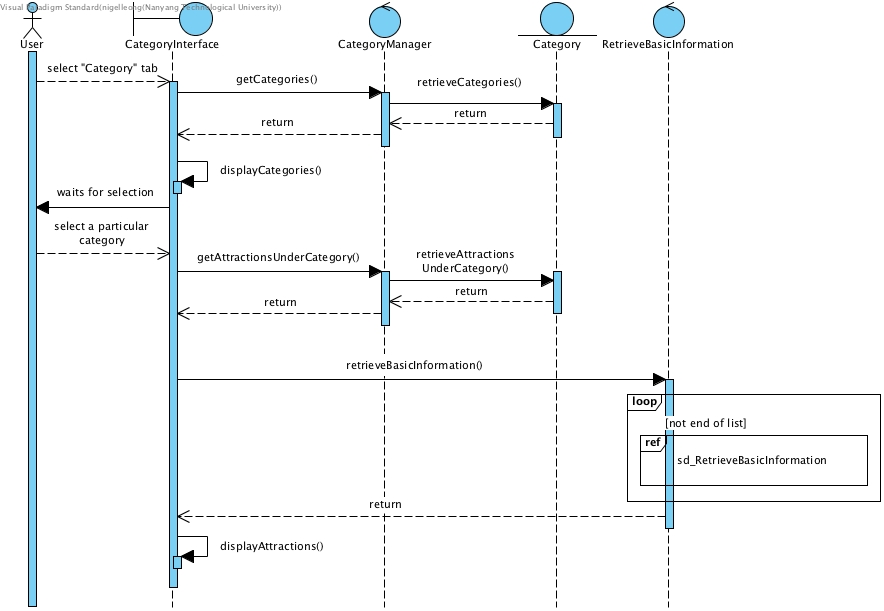 Visual Paradigm Standard(nigelleong(Nanyang Technological University))
User
CategoryInterface
CategoryManager
Category
RetrieveBasicInformation
select "Category" tab
getCategories()
retrieveCategories()
return
return
displayCategories()
waits for selection
select a particular
category
getAttractionsUnderCategory()
retrieveAttractions
UnderCategory()
return
return
retrieveBasicInformation()
loop
[not end of list]
ref
sd_RetrieveBasicInformation
return
displayAttractions()